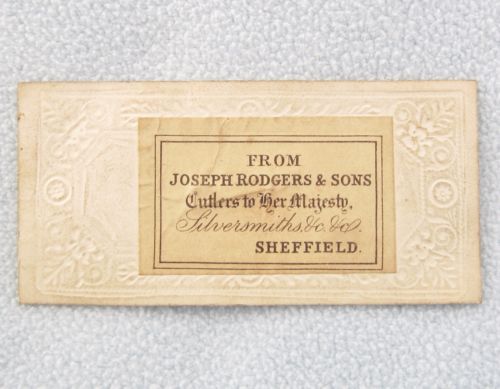 FROM
JOSEPH RODGERS & SONS
Cutlers to Her Majesty,
Silversmiths, &c. &c.
SHEFFIELD.